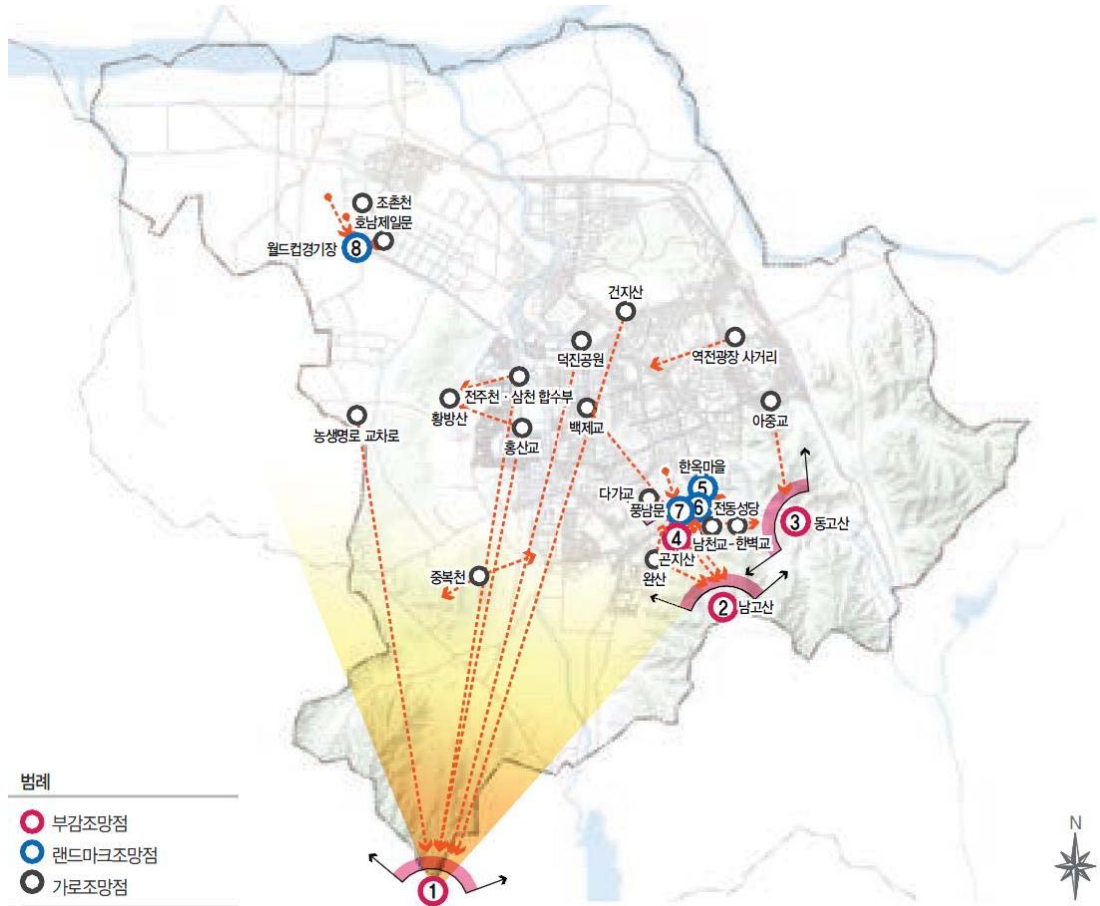 조촌천
호남제일문
월드컵경기장
8
건지산
덕진공원
역전광장 사거리
전주천 · 삼천 합수부
황방산
홍산교
백제교
아중교
농생명로 교차로
한옥마을
5
다가교
6
전동성당
풍남문
7
3
동고산
4
남천교-한벽교
곤지산
완산
중복천
2
남고산
범례
부감조망점
랜드마크조망점
가로조망점
1
N